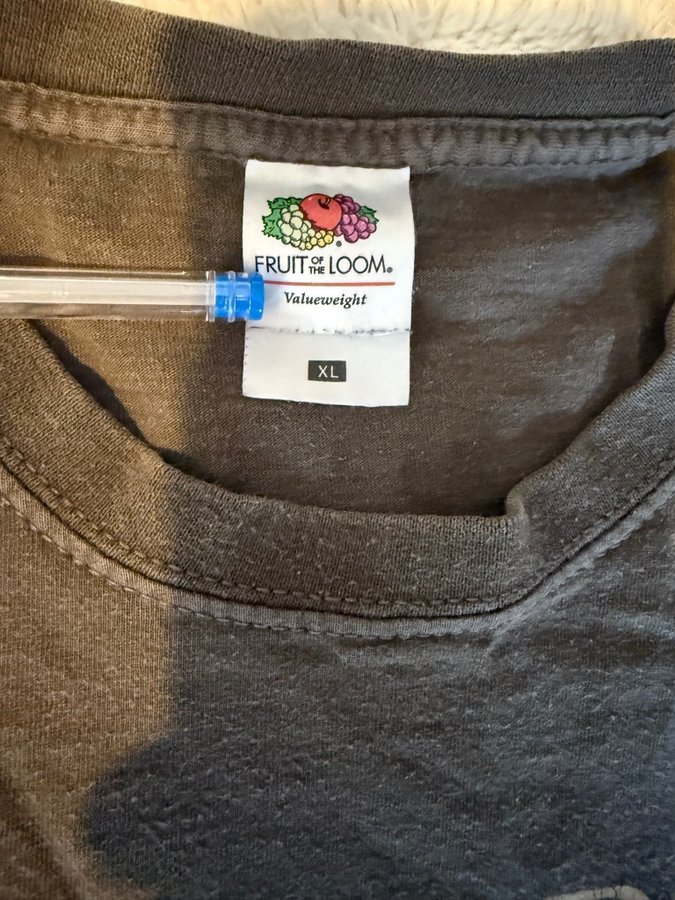 FRUIT OF THE LOOM®
Valueweight
XL